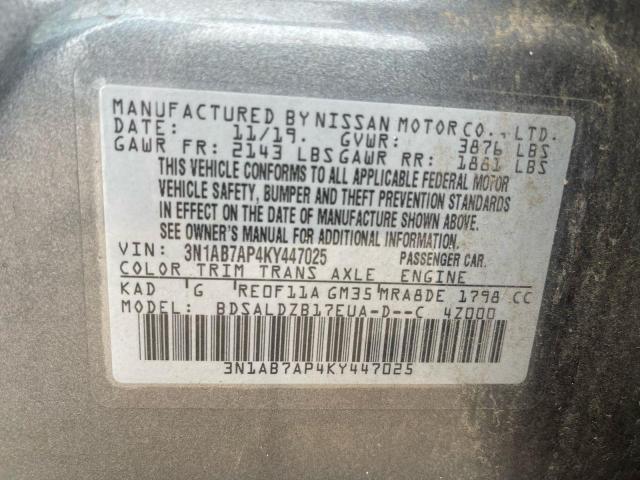 MANUFACTURED BY NISSAN MOTOR CO., LTD.
DATE: 11/19. GVWR: 3876 LBS
GAWR FR: 2143 LBS GAWR RR: 1881 LBS
THIS VEHICLE CONFORMS TO ALL APPLICABLE FEDERAL MOTOR
VEHICLE SAFETY, BUMPER AND THEFT PREVENTION STANDARDS
IN EFFECT ON THE DATE OF MANUFACTURE SHOWN ABOVE.
SEE OWNER'S MANUAL FOR ADDITIONAL INFORMATION.
VIN: 3N1AB7AP4KY447025 PASSENGER CAR.
COLOR TRIM TRANS AXLE ENGINE
KAD G RE0F11A GM35 MRA8DE 1798 CC
MODEL: BDSALDZB17EUA-D--C 4Z000
3N1AB7AP4KY447025